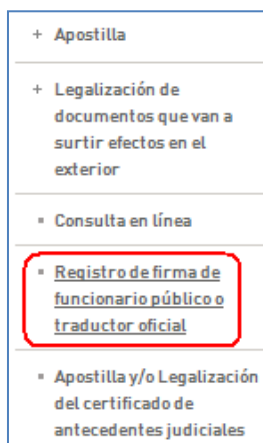 + Apostilla
+ Legalización de
documentos que van a
surtir efectos en el
exterior
▪ Consulta en línea
▪ Registro de firma de
funcionario público o
traductor oficial
▪ Apostilla y/o Legalización
del certificado de
antecedentes judiciales